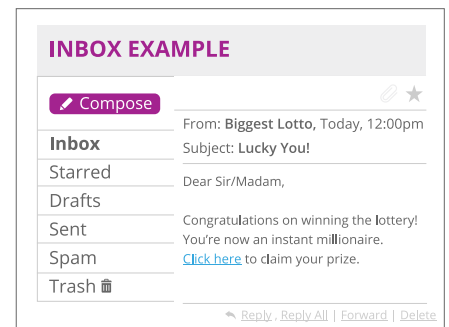 INBOX EXAMPLE
Compose
Inbox
Starred
Drafts
Sent
Spam
Trash
From: Biggest Lotto, Today, 12:00pm
Subject: Lucky You!
Dear Sir/Madam,
Congratulations on winning the lottery!
You're now an instant millionaire.
Click here to claim your prize.
Reply , Reply All | Forward | Delete